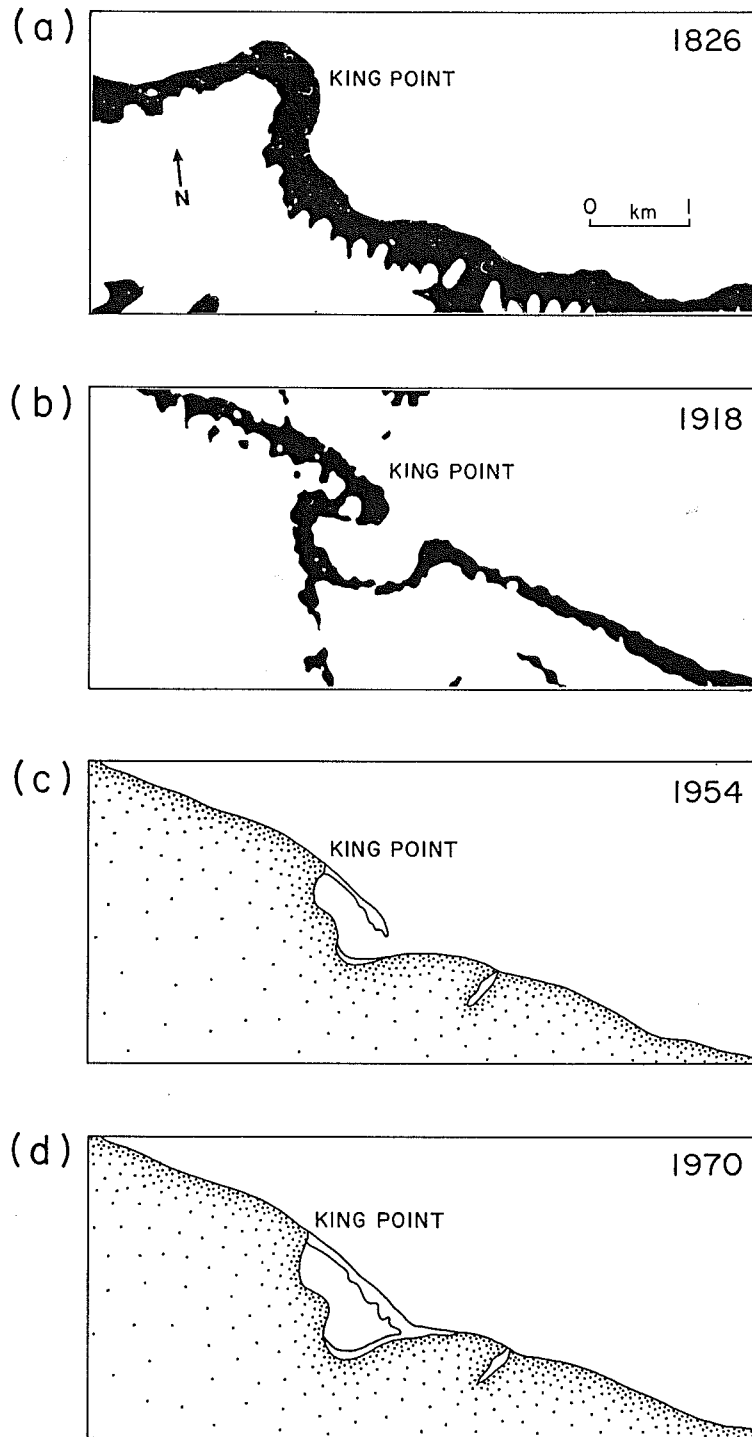 (a)
1826
KING POINT
N
0 km 1
(b)
1918
KING POINT
(c)
1954
KING POINT
(d)
1970
KING POINT